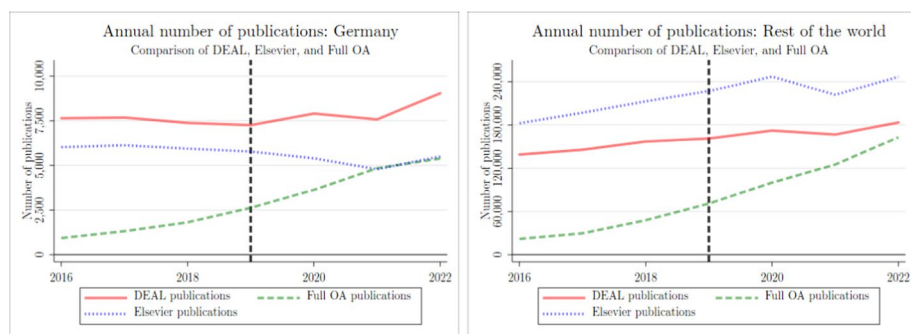 Annual number of publications: Germany
Comparison of DEAL, Elsevier, and Full OA
Number of publications
10,000
7,500
5,000
2,500
0
2016
2018
2020
2022
DEAL publications
Full OA publications
Elsevier publications
Annual number of publications: Rest of the world
Comparison of DEAL, Elsevier, and Full OA
Number of publications
240,000
180,000
120,000
60,000
0
2016
2018
2020
2022
DEAL publications
Full OA publications
Elsevier publications